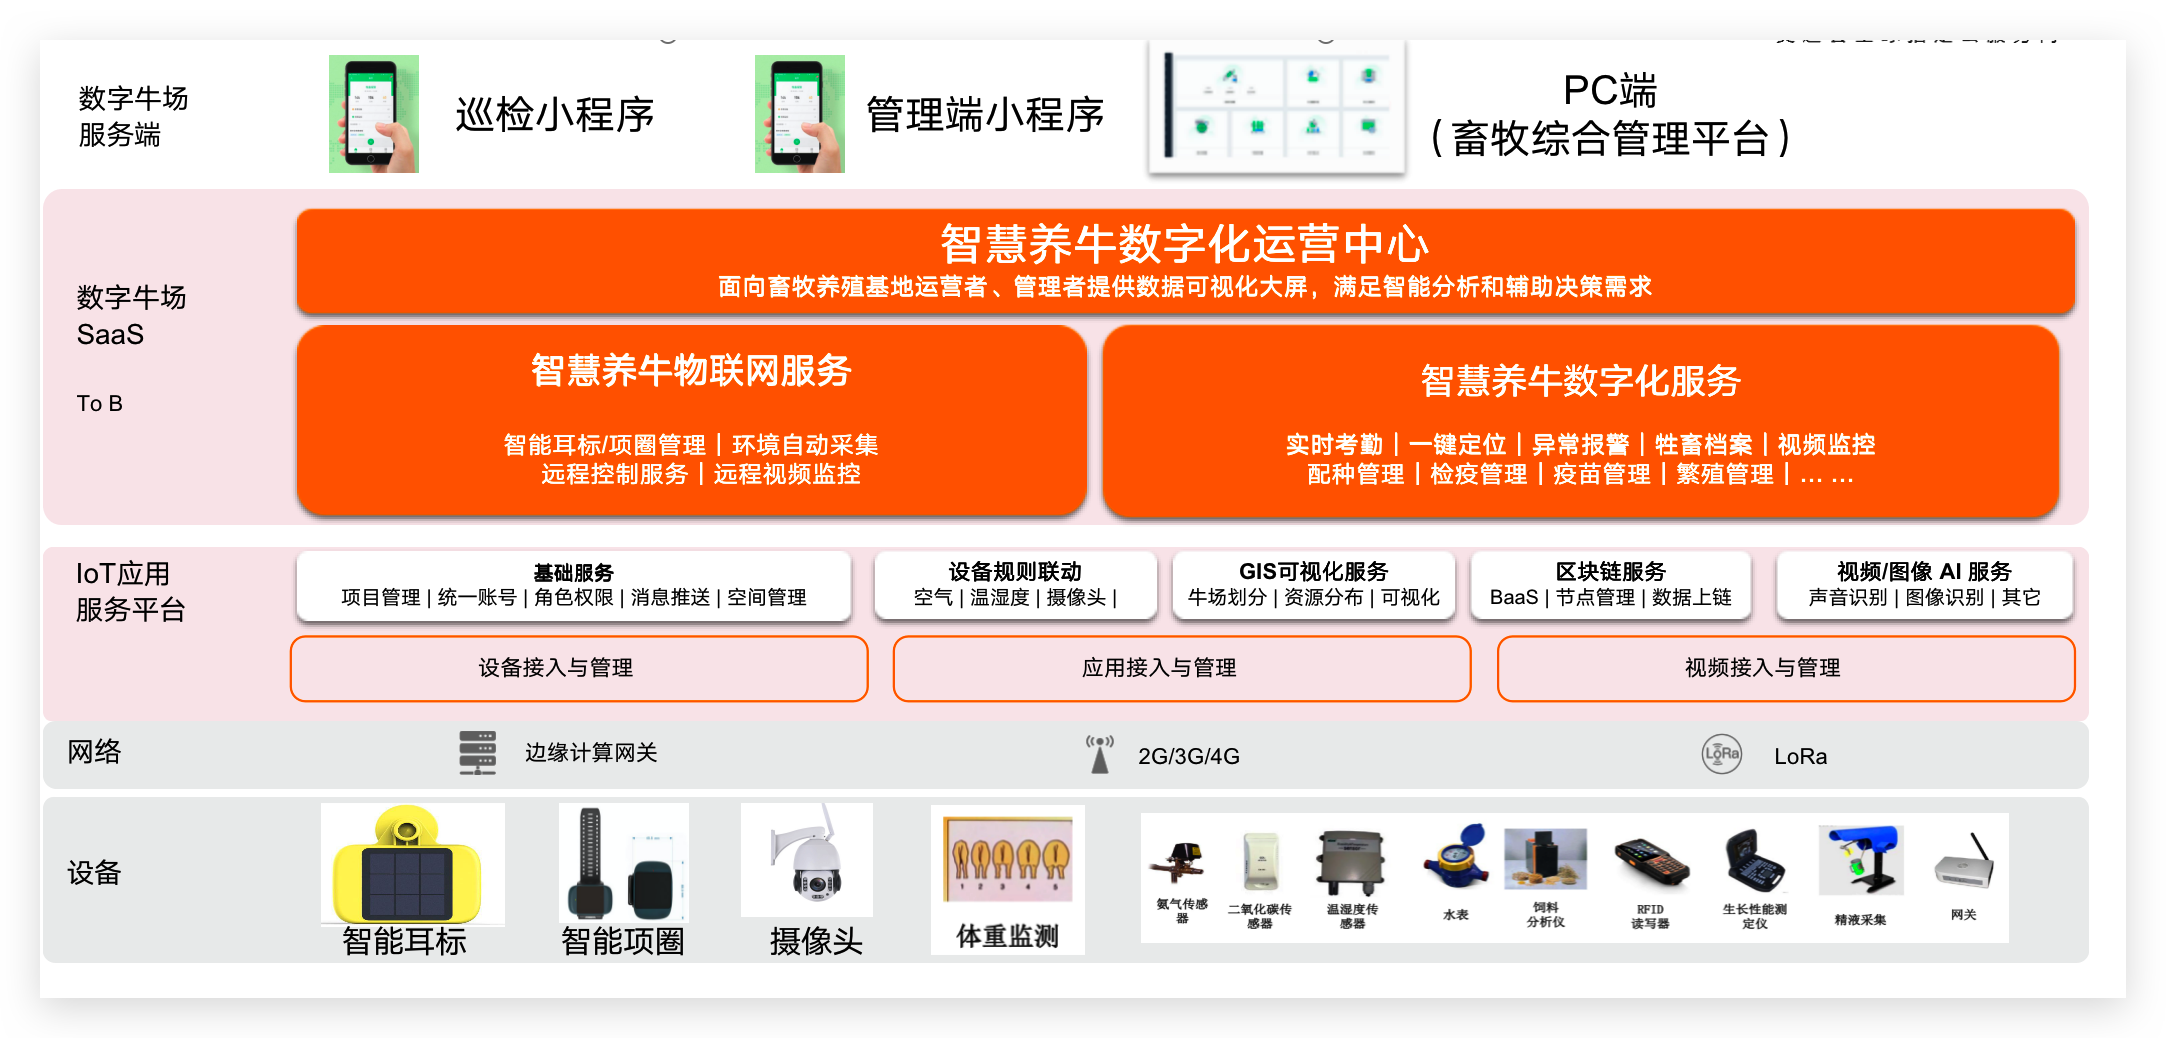 数字牛场
服务端
巡检小程序
管理端小程序
PC端
（畜牧综合管理平台）
数字牛场
SaaS
To B
智慧养牛数字化运营中心
面向畜牧养殖基地运营者、管理者提供数据可视化大屏，满足智能分析和辅助决策需求
智慧养牛物联网服务
智能耳标/项圈管理｜环境自动采集
远程控制服务｜远程视频监控
智慧养牛数字化服务
实时考勤｜一键定位｜异常报警｜牲畜档案｜视频监控
配种管理｜检疫管理｜疫苗管理｜繁殖管理｜... ...
IoT应用
服务平台
基础服务
项目管理 | 统一账号 | 角色权限 | 消息推送 | 空间管理
设备规则联动
空气 | 温湿度 | 摄像头 |
GIS可视化服务
牛场划分 | 资源分布 | 可视化
区块链服务
BaaS | 节点管理 | 数据上链
视频/图像 AI 服务
声音识别 | 图像识别 | 其它
设备接入与管理
应用接入与管理
视频接入与管理
网络
边缘计算网关
2G/3G/4G
LoRa
LoRa
设备
智能耳标
智能项圈
摄像头
1 2 3 4 5
体重监测
氨气传感
器
二氧化碳传
感器
温湿度传
感器
水表
饲料
分析仪
RFID
读写器
生长性能测
定仪
精液采集
网关